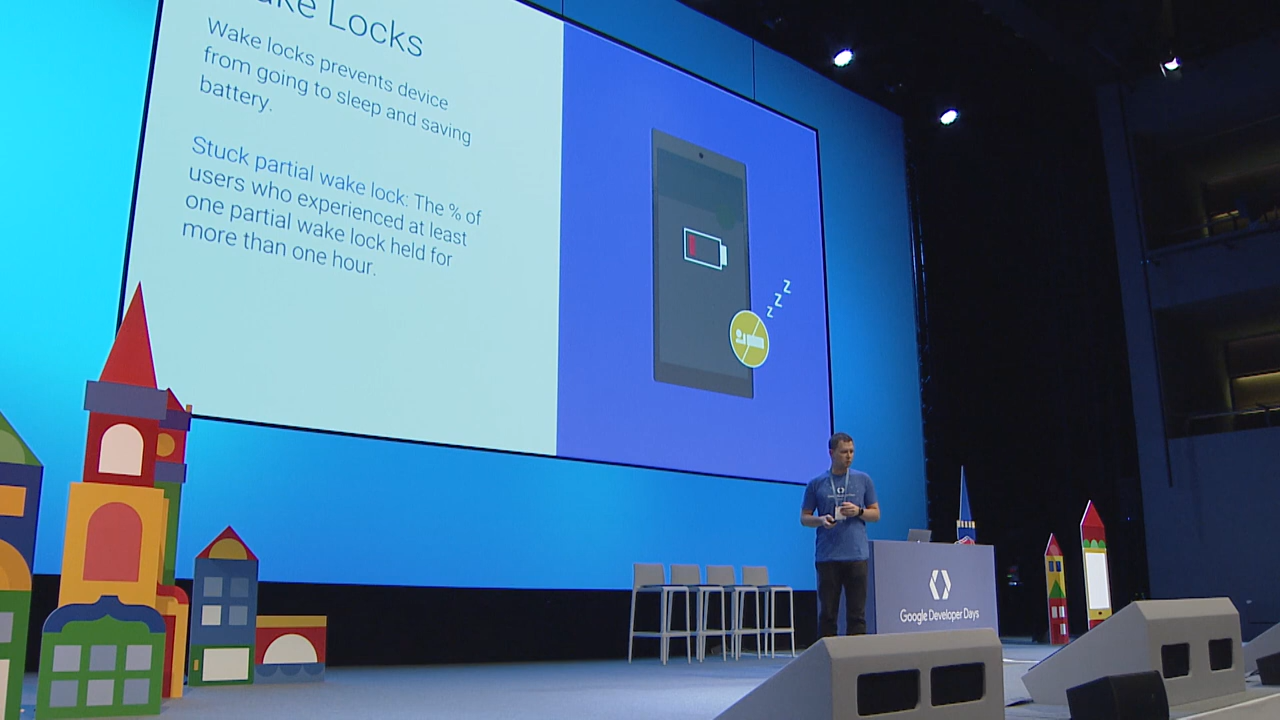 ake Locks
Wake locks prevents device
from going to sleep and saving
battery.
Stuck partial wake lock: The % of
users who experienced at least
one partial wake lock held for
more than one hour.
z
z
z
Google Developer Days